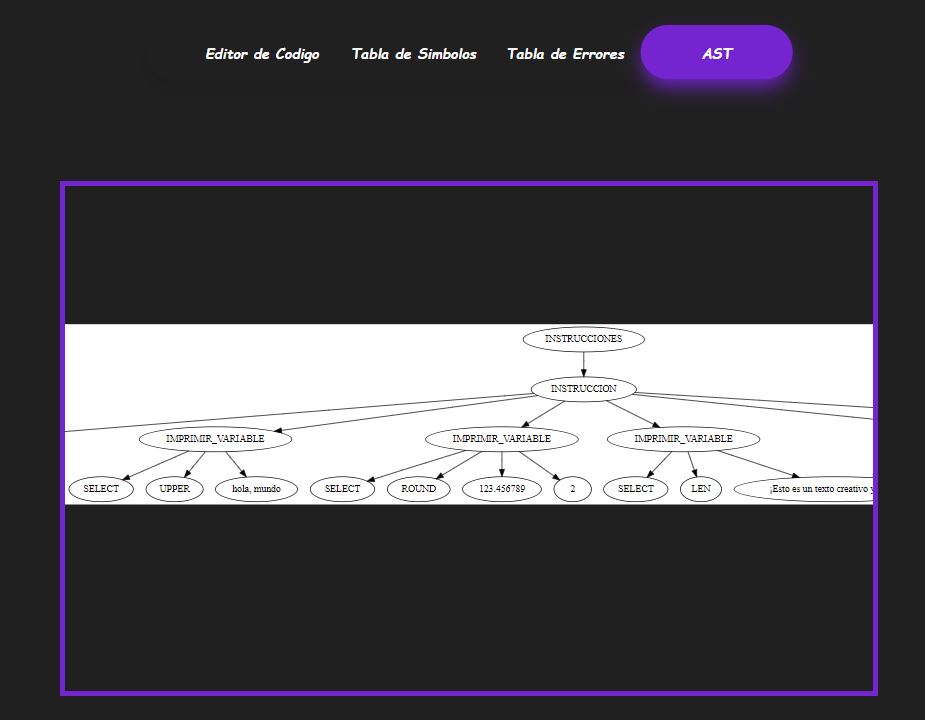 Editor de Codigo Tabla de Simbolos Tabla de Errores AST
INSTRUCCIONES
INSTRUCCION
IMPRIMIR_VARIABLE IMPRIMIR_VARIABLE IMPRIMIR_VARIABLE
SELECT UPPER hola, mundo SELECT ROUND 123.456789 2 SELECT LEN ¡Esto es un texto creativo y